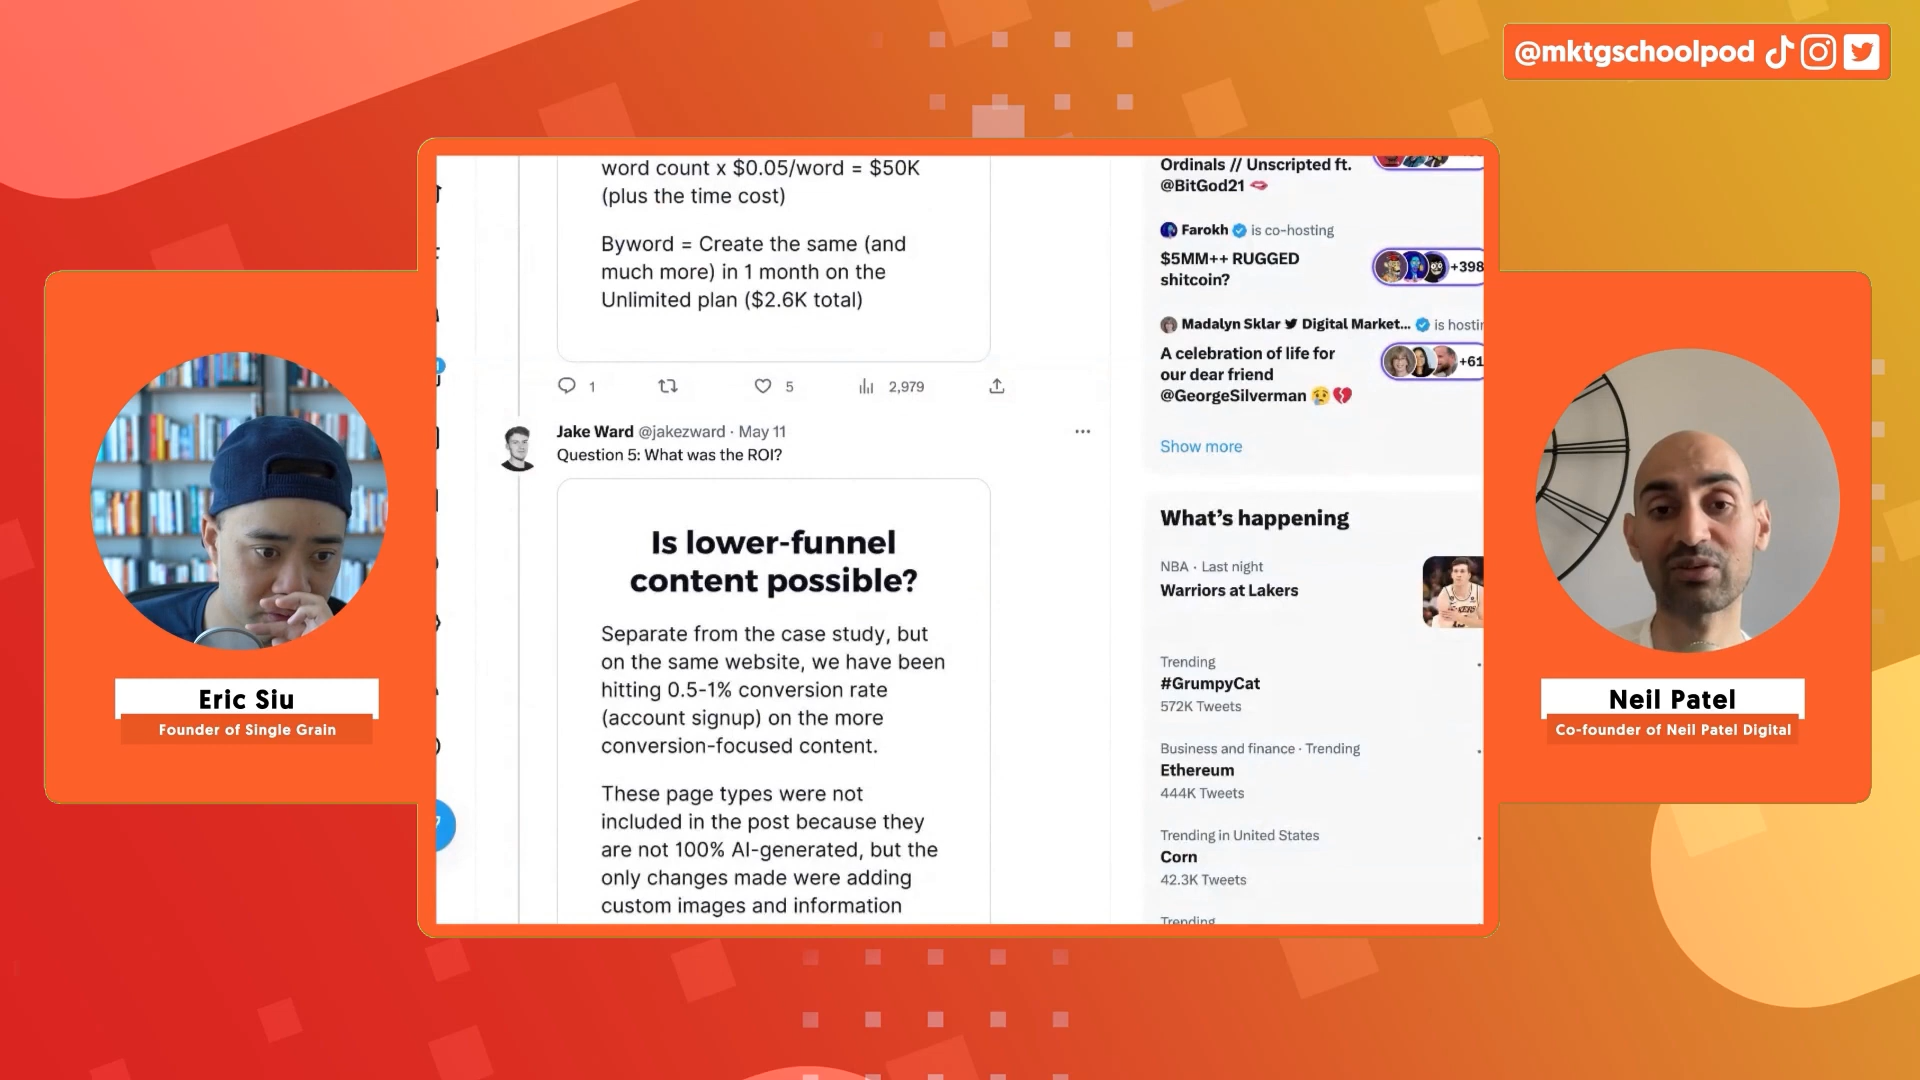 @mktgschoolpod
word count x $0.05/word = $50K
(plus the time cost)
Byword = Create the same (and
much more) in 1 month on the
Unlimited plan ($2.6K total)
1
5
2,979
Jake Ward @jakezward · May 11
Question 5: What was the ROI?
Is lower-funnel
content possible?
Separate from the case study, but
on the same website, we have been
hitting 0.5-1% conversion rate
(account signup) on the more
conversion-focused content.
These page types were not
included in the post because they
are not 100% AI-generated, but the
only changes made were adding
custom images and information
Ordinals // Unscripted ft.
@BitGod21
Farokh is co-hosting
$5MM++ RUGGED
shitcoin?
+398
Madalyn Sklar Digital Market... is hosti
A celebration of life for
our dear friend
@GeorgeSilverman
+61
Show more
What's happening
NBA · Last night
Warriors at Lakers
Trending
#GrumpyCat
572K Tweets
Business and finance · Trending
Ethereum
444K Tweets
Trending in United States
Corn
42.3K Tweets
Trending
Eric Siu
Founder of Single Grain
Neil Patel
Co-founder of Neil Patel Digital